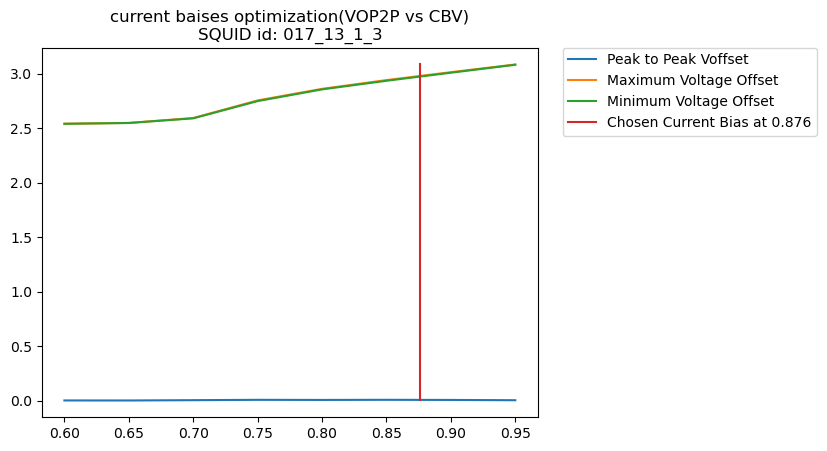 current baises optimization(VOP2P vs CBV)
SQUID id: 017_13_1_3
Peak to Peak Voffset
Maximum Voltage Offset
Minimum Voltage Offset
Chosen Current Bias at 0.876
3.0
2.5
2.0
1.5
1.0
0.5
0.0
0.60 0.65 0.70 0.75 0.80 0.85 0.90 0.95